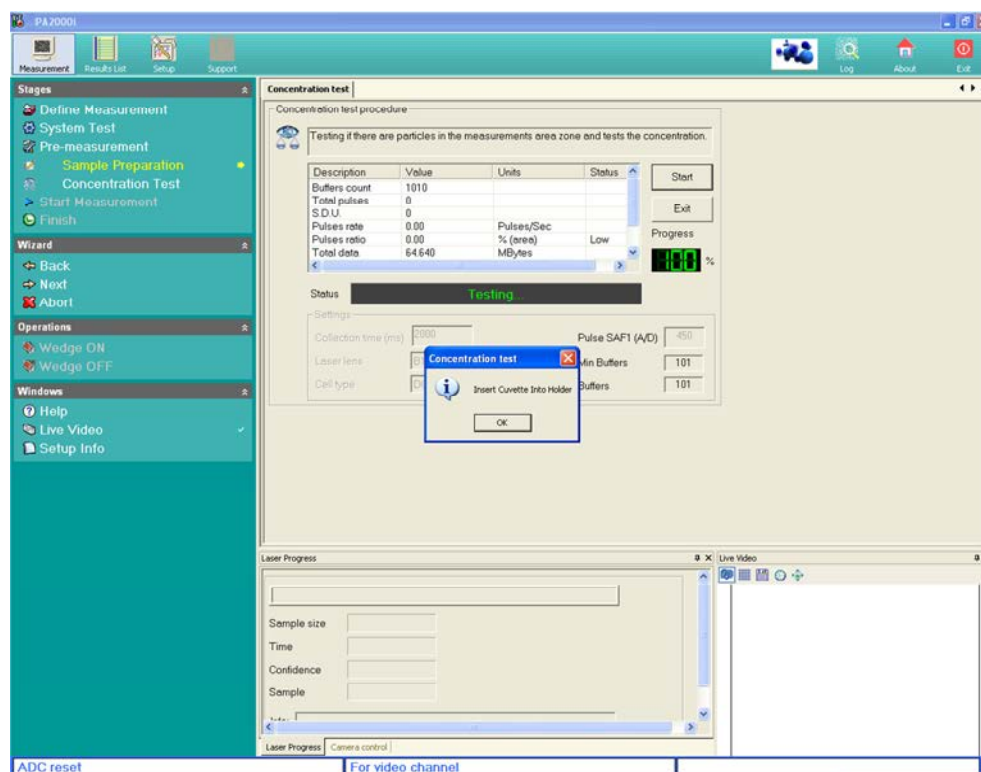 PA2000i
Measurement Results List Setup Support Log About Exit
Stages
Define Measurement
System Test
Pre-measurement
Sample Preparation
Concentration Test
Start Measurement
Finish
Wizard
Back
Next
Abort
Operations
Wedge ON
Wedge OFF
Windows
Help
Live Video
Setup Info
Concentration test
Concentration test procedure
Testing if there are particles in the measurements area zone and tests the concentration.
Description Value Units Status
Buffers count 1010
Total pulses 0
S.D.U. 0
Pulses rate 0.00 Pulses/Sec
Pulses ratio 0.00 % (area) Low
Total data 64.640 MBytes
Start
Exit
Progress
100 %
Status Testing...
Settings
Collection time (ms) 2000 Pulse SAF1 (A/D) 450
Laser lens Min Buffers 101
Cell type Buffers 101
Concentration test
Insert Cuvette Into Holder
OK
Laser Progress
Sample size
Time
Confidence
Sample
Laser Progress Camera control
Live Video
ADC reset For video channel